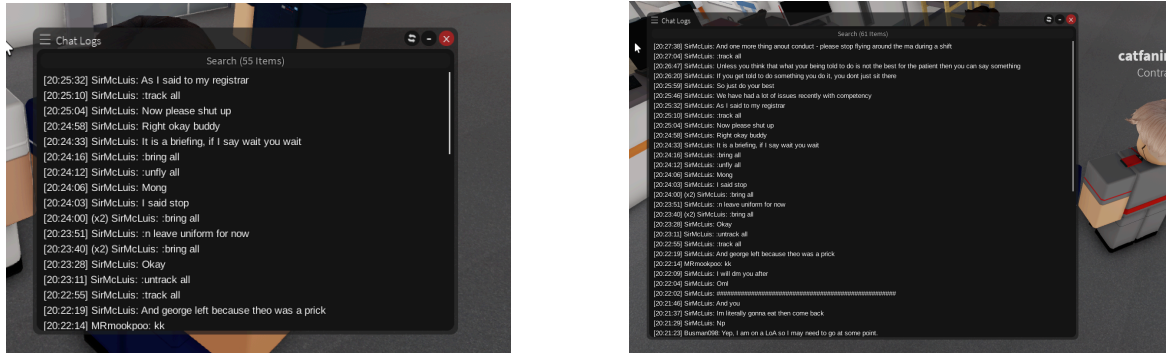 Chat Logs
Search (55 Items)
[20:25:32] SirMcLuis: As I said to my registrar
[20:25:10] SirMcLuis: :track all
[20:25:04] SirMcLuis: Now please shut up
[20:24:58] SirMcLuis: Right okay buddy
[20:24:33] SirMcLuis: It is a briefing, if I say wait you wait
[20:24:16] SirMcLuis: :bring all
[20:24:12] SirMcLuis: :unfly all
[20:24:06] SirMcLuis: Mong
[20:24:03] SirMcLuis: I said stop
[20:24:00] (x2) SirMcLuis: :bring all
[20:23:51] SirMcLuis: :n leave uniform for now
[20:23:40] (x2) SirMcLuis: :bring all
[20:23:28] SirMcLuis: Okay
[20:23:11] SirMcLuis: :untrack all
[20:22:55] SirMcLuis: :track all
[20:22:19] SirMcLuis: And george left because theo was a prick
[20:22:14] MRmookpoo: kk
Chat Logs
Search (61 Items)
[20:27:38] SirMcLuis: And one more thing anout conduct - please stop flying around the ma during a shift
[20:27:04] SirMcLuis: :track all
[20:26:47] SirMcLuis: Unless you think that what your being told to do is not the best for the patient then you can say something
[20:26:20] SirMcLuis: If you get told to do something you do it, you dont just sit there
[20:25:59] SirMcLuis: So just do your best
[20:25:46] SirMcLuis: We have had a lot of issues recently with competency
[20:25:32] SirMcLuis: As I said to my registrar
[20:25:10] SirMcLuis: :track all
[20:25:04] SirMcLuis: Now please shut up
[20:24:58] SirMcLuis: Right okay buddy
[20:24:33] SirMcLuis: It is a briefing, if I say wait you wait
[20:24:16] SirMcLuis: :bring all
[20:24:12] SirMcLuis: :unfly all
[20:24:06] SirMcLuis: Mong
[20:24:03] SirMcLuis: I said stop
[20:24:00] (x2) SirMcLuis: :bring all
[20:23:51] SirMcLuis: :n leave uniform for now
[20:23:40] (x2) SirMcLuis: :bring all
[20:23:28] SirMcLuis: Okay
[20:23:11] SirMcLuis: :untrack all
[20:22:55] SirMcLuis: :track all
[20:22:19] SirMcLuis: And george left because theo was a prick
[20:22:14] MRmookpoo: kk
[20:22:09] SirMcLuis: I will dm you after
[20:22:04] SirMcLuis: Oml
[20:22:02] SirMcLuis: ####################################################
[20:21:46] SirMcLuis: And you
[20:21:37] SirMcLuis: Im literally gonna eat then come back
[20:21:29] SirMcLuis: Np
[20:21:23] Busman098: Yep, I am on a LoA so I may need to go at some point.
catfani
Contra